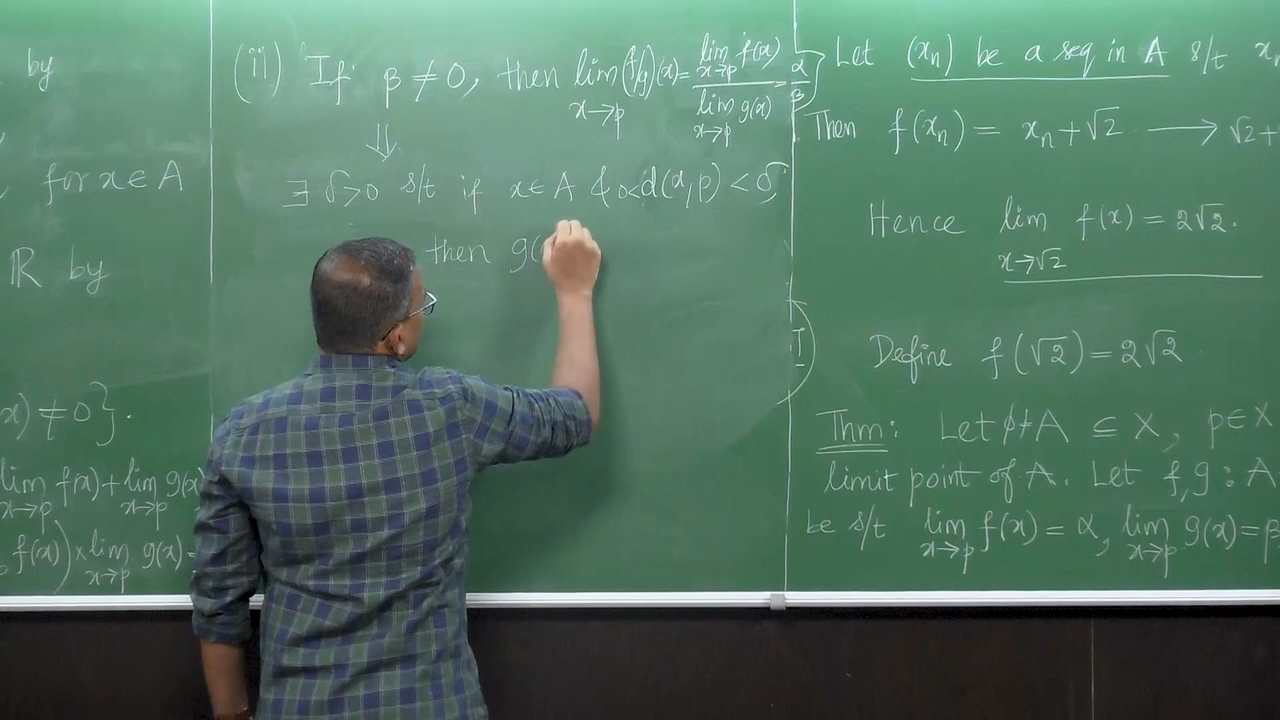 by
for x ∈ A
ℝ by
x) ≠ 0}.
lim f(x) + lim g(x)
x→p x→p
f(x)) × lim g(x) =
x→p
(ii) If β ≠ 0, then lim (f/g)(x) = lim f(x) / lim g(x) = α/β }
x→p x→p x→p
⇓
∃ δ > 0 s/t if x ∈ A & 0 < d(x, p) < δ,
then g(
Let (xn) be a seq in A s/t xn
Then f(xn) = xn + √2 ⟶ √2 +
Hence lim f(x) = 2√2.
x→√2
Define f(√2) = 2√2
Thm: Let ϕ ≠ A ⊆ X, p ∈ X
limit point of A. Let f, g : A
be s/t lim f(x) = α, lim g(x) = β
x→p x→p